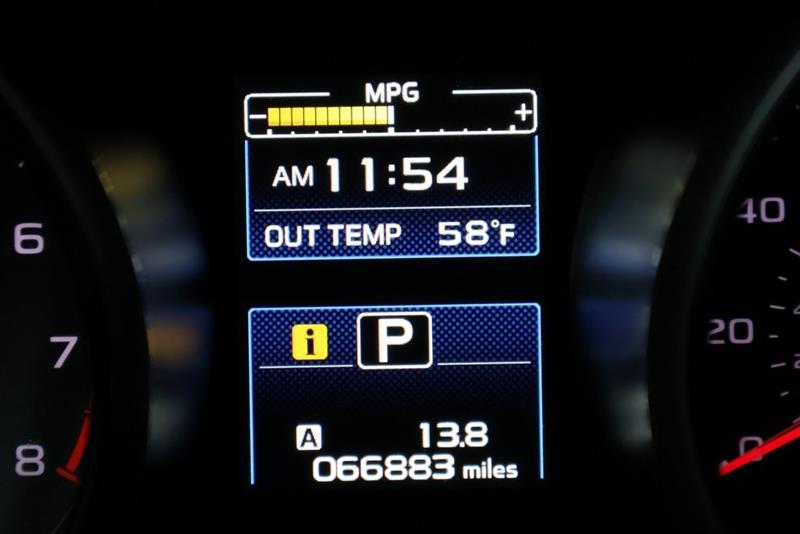 MPG
− +
AM 11:54
OUT TEMP 58°F
i P
A 13.8
066883 miles
6
7
8
40
20
0